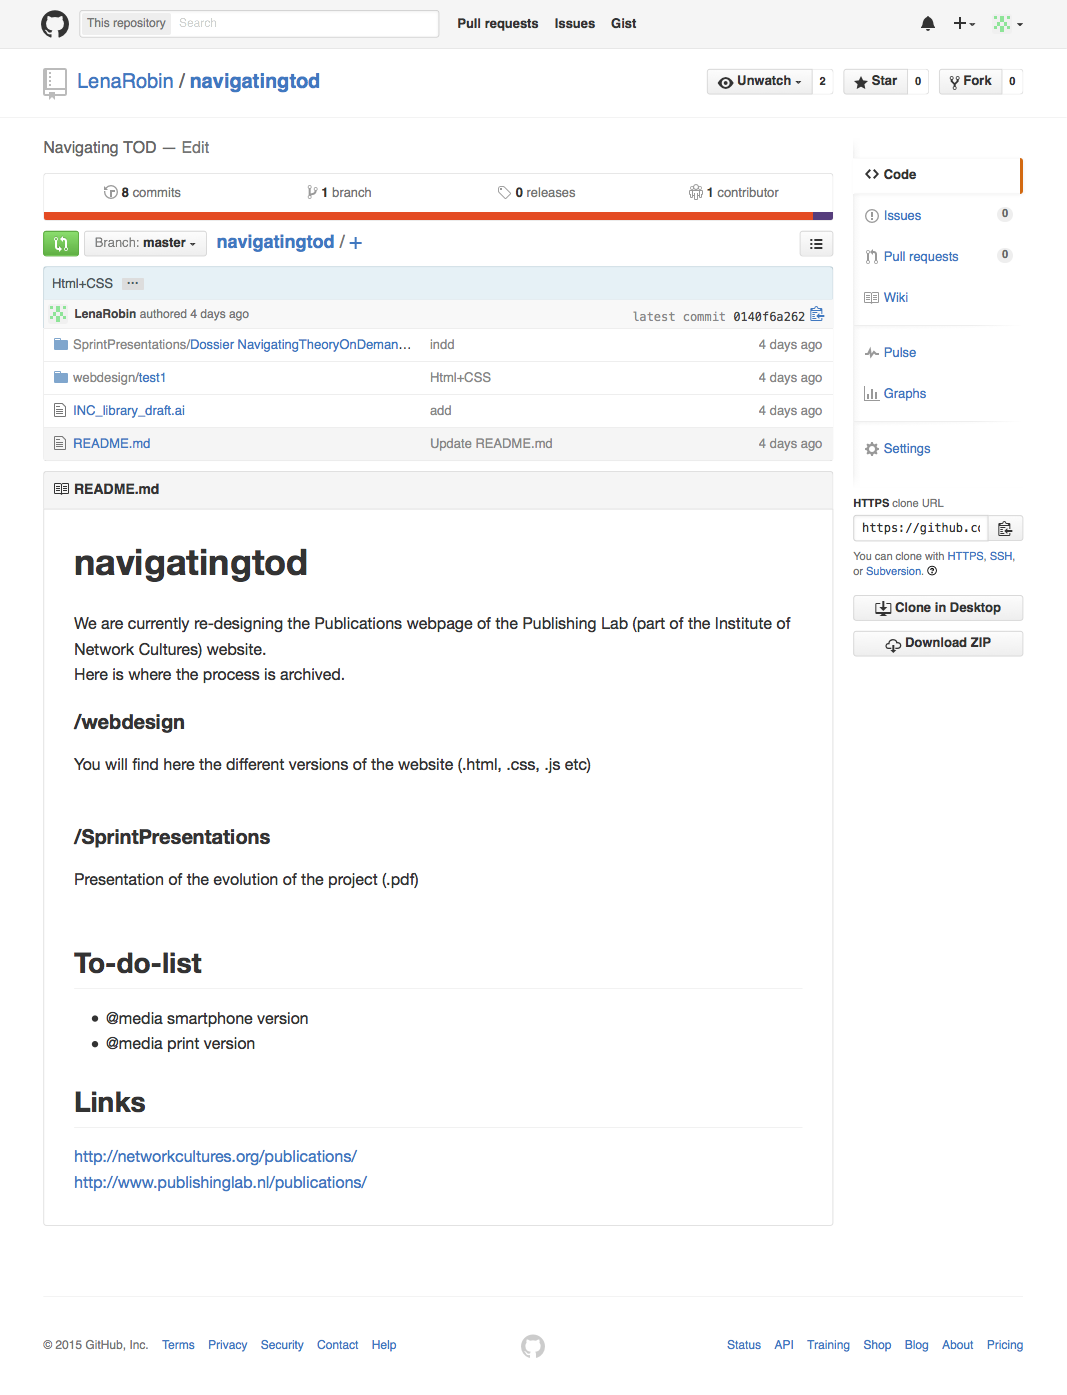 This repository Search Pull requests Issues Gist
LenaRobin / navigatingtod Unwatch 2 Star 0 Fork 0
Navigating TOD — Edit
8 commits 1 branch 0 releases 1 contributor
Branch: master navigatingtod / +
Html+CSS ...
LenaRobin authored 4 days ago latest commit 0140f6a262
SprintPresentations/Dossier NavigatingTheoryOnDeman... indd 4 days ago
webdesign/test1 Html+CSS 4 days ago
INC_library_draft.ai add 4 days ago
README.md Update README.md 4 days ago
README.md
navigatingtod
We are currently re-designing the Publications webpage of the Publishing Lab (part of the Institute of
Network Cultures) website.
Here is where the process is archived.
/webdesign
You will find here the different versions of the website (.html, .css, .js etc)
/SprintPresentations
Presentation of the evolution of the project (.pdf)
To-do-list
• @media smartphone version
• @media print version
Links
http://networkcultures.org/publications/
http://www.publishinglab.nl/publications/
Code
Issues 0
Pull requests 0
Wiki
Pulse
Graphs
Settings
HTTPS clone URL
https://github.cc
You can clone with HTTPS, SSH,
or Subversion.
Clone in Desktop
Download ZIP
© 2015 GitHub, Inc. Terms Privacy Security Contact Help Status API Training Shop Blog About Pricing